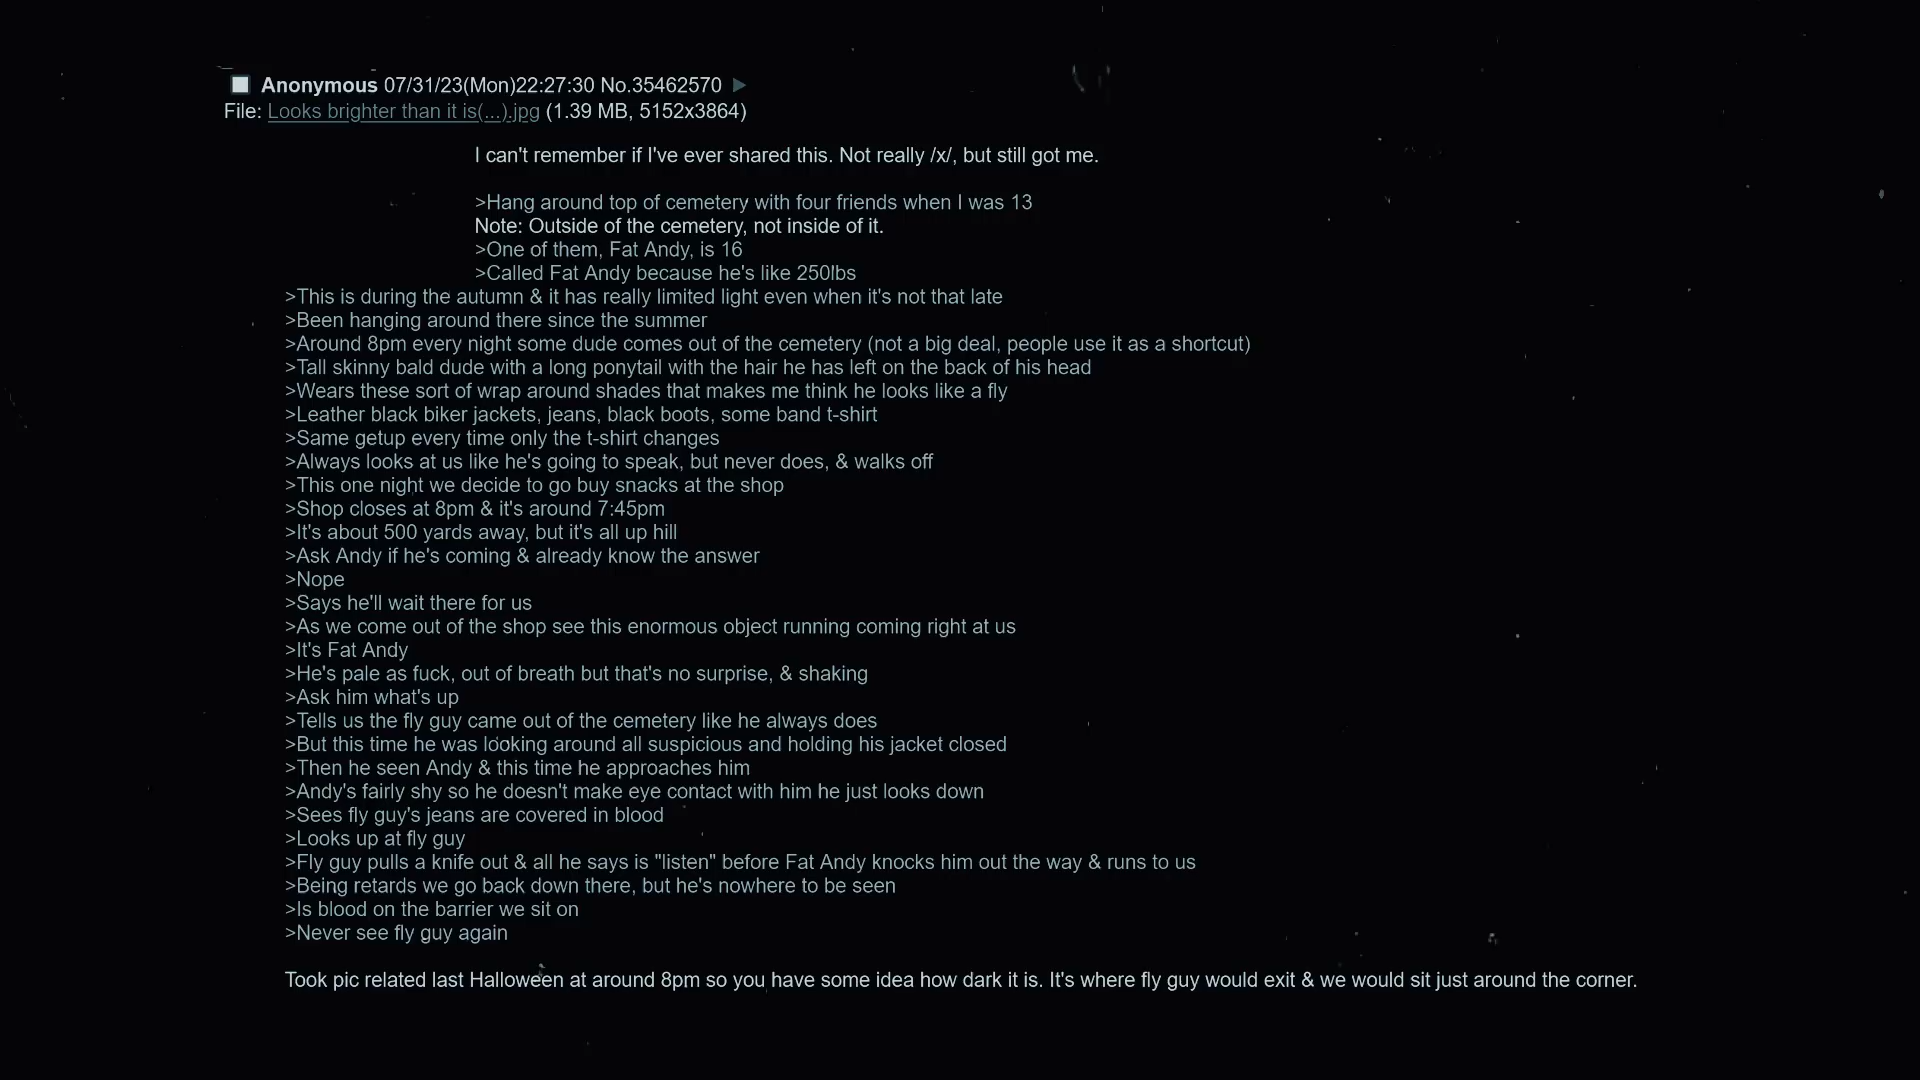 Anonymous 07/31/23(Mon)22:27:30 No.35462570
File: Looks brighter than it is(...).jpg (1.39 MB, 5152x3864)
I can't remember if I've ever shared this. Not really /x/, but still got me.
>Hang around top of cemetery with four friends when I was 13
Note: Outside of the cemetery, not inside of it.
>One of them, Fat Andy, is 16
>Called Fat Andy because he's like 250lbs
>This is during the autumn & it has really limited light even when it's not that late
>Been hanging around there since the summer
>Around 8pm every night some dude comes out of the cemetery (not a big deal, people use it as a shortcut)
>Tall skinny bald dude with a long ponytail with the hair he has left on the back of his head
>Wears these sort of wrap around shades that makes me think he looks like a fly
>Leather black biker jackets, jeans, black boots, some band t-shirt
>Same getup every time only the t-shirt changes
>Always looks at us like he's going to speak, but never does, & walks off
>This one night we decide to go buy snacks at the shop
>Shop closes at 8pm & it's around 7:45pm
>It's about 500 yards away, but it's all up hill
>Ask Andy if he's coming & already know the answer
>Nope
>Says he'll wait there for us
>As we come out of the shop see this enormous object running coming right at us
>It's Fat Andy
>He's pale as fuck, out of breath but that's no surprise, & shaking
>Ask him what's up
>Tells us the fly guy came out of the cemetery like he always does
>But this time he was looking around all suspicious and holding his jacket closed
>Then he seen Andy & this time he approaches him
>Andy's fairly shy so he doesn't make eye contact with him he just looks down
>Sees fly guy's jeans are covered in blood
>Looks up at fly guy
>Fly guy pulls a knife out & all he says is "listen" before Fat Andy knocks him out the way & runs to us
>Being retards we go back down there, but he's nowhere to be seen
>Is blood on the barrier we sit on
>Never see fly guy again
Took pic related last Halloween at around 8pm so you have some idea how dark it is. It's where fly guy would exit & we would sit just around the corner.